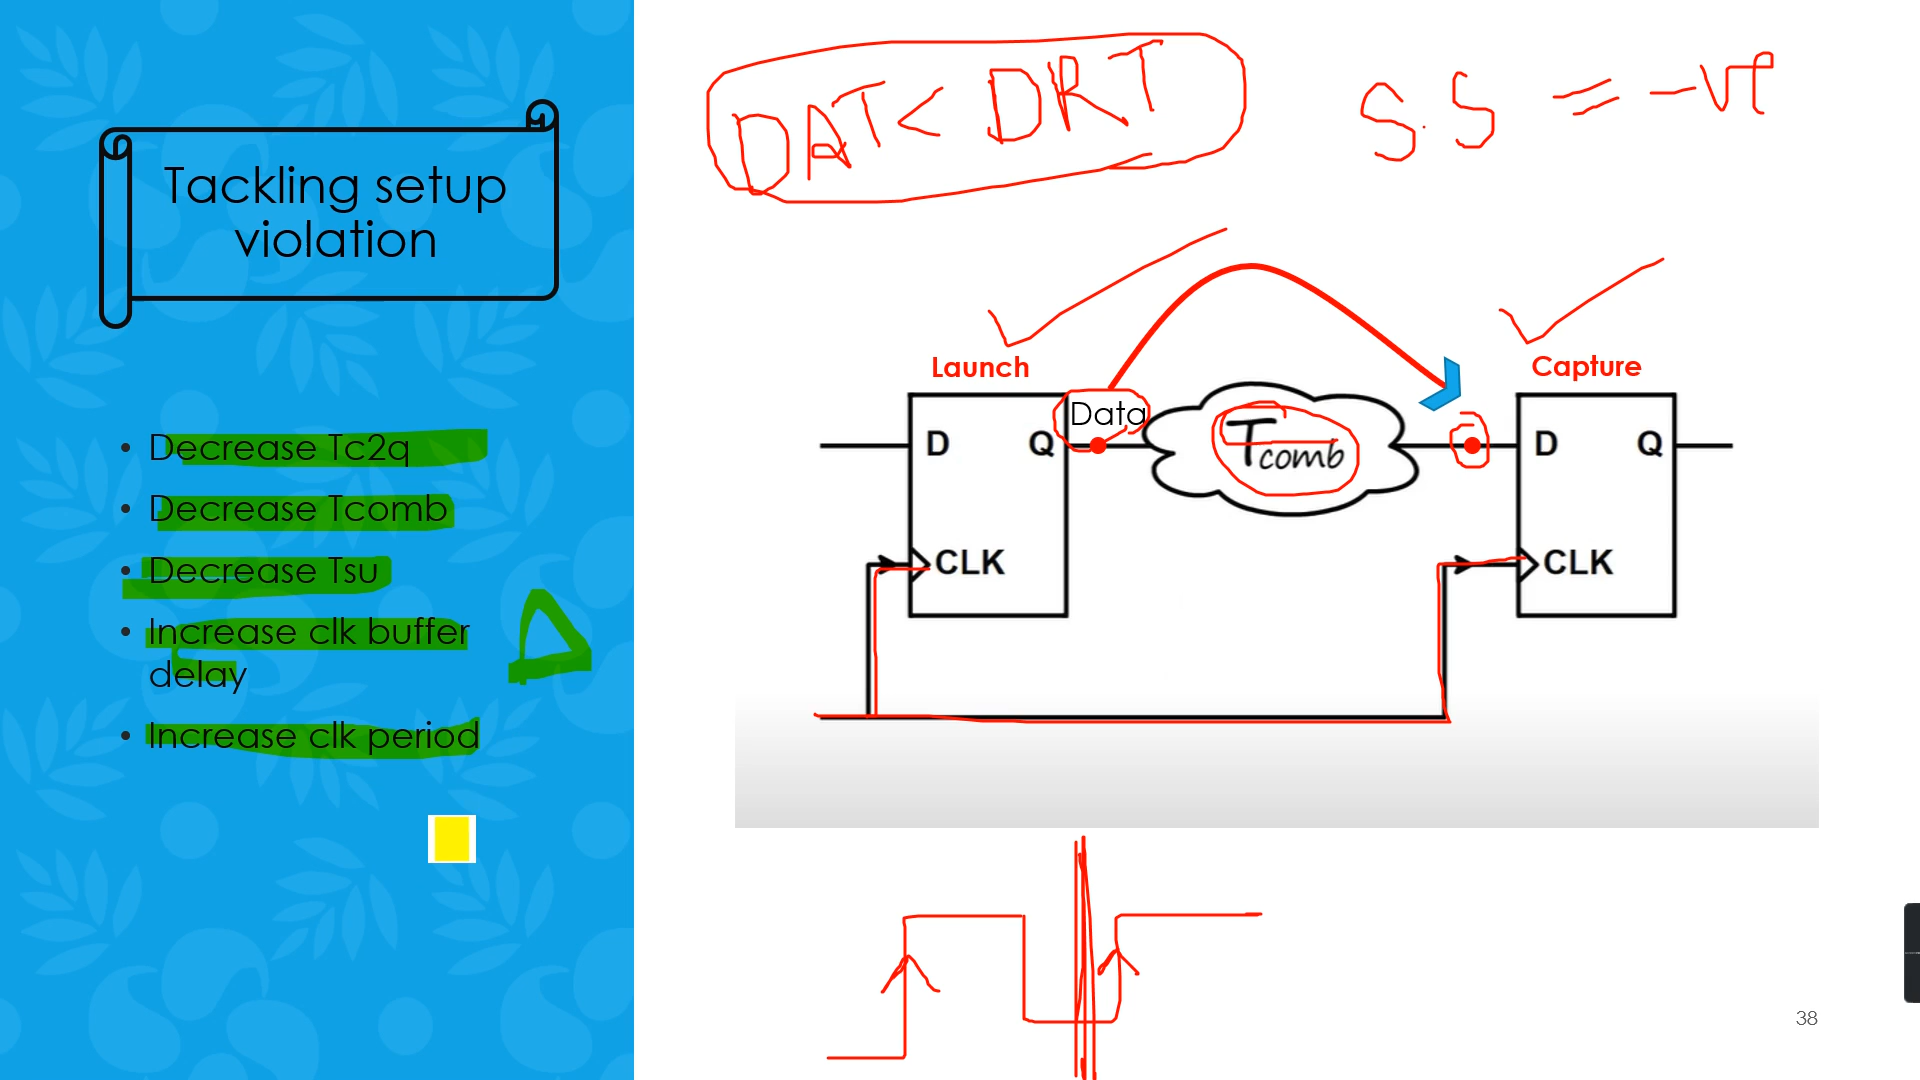 Tackling setup
violation
• Decrease Tc2q
• Decrease Tcomb
• Decrease Tsu
• Increase clk buffer
delay
• Increase clk period
DAT < DRT
S.S = -ve
Launch
Capture
Data
D Q
Tcomb
D Q
CLK
CLK
38